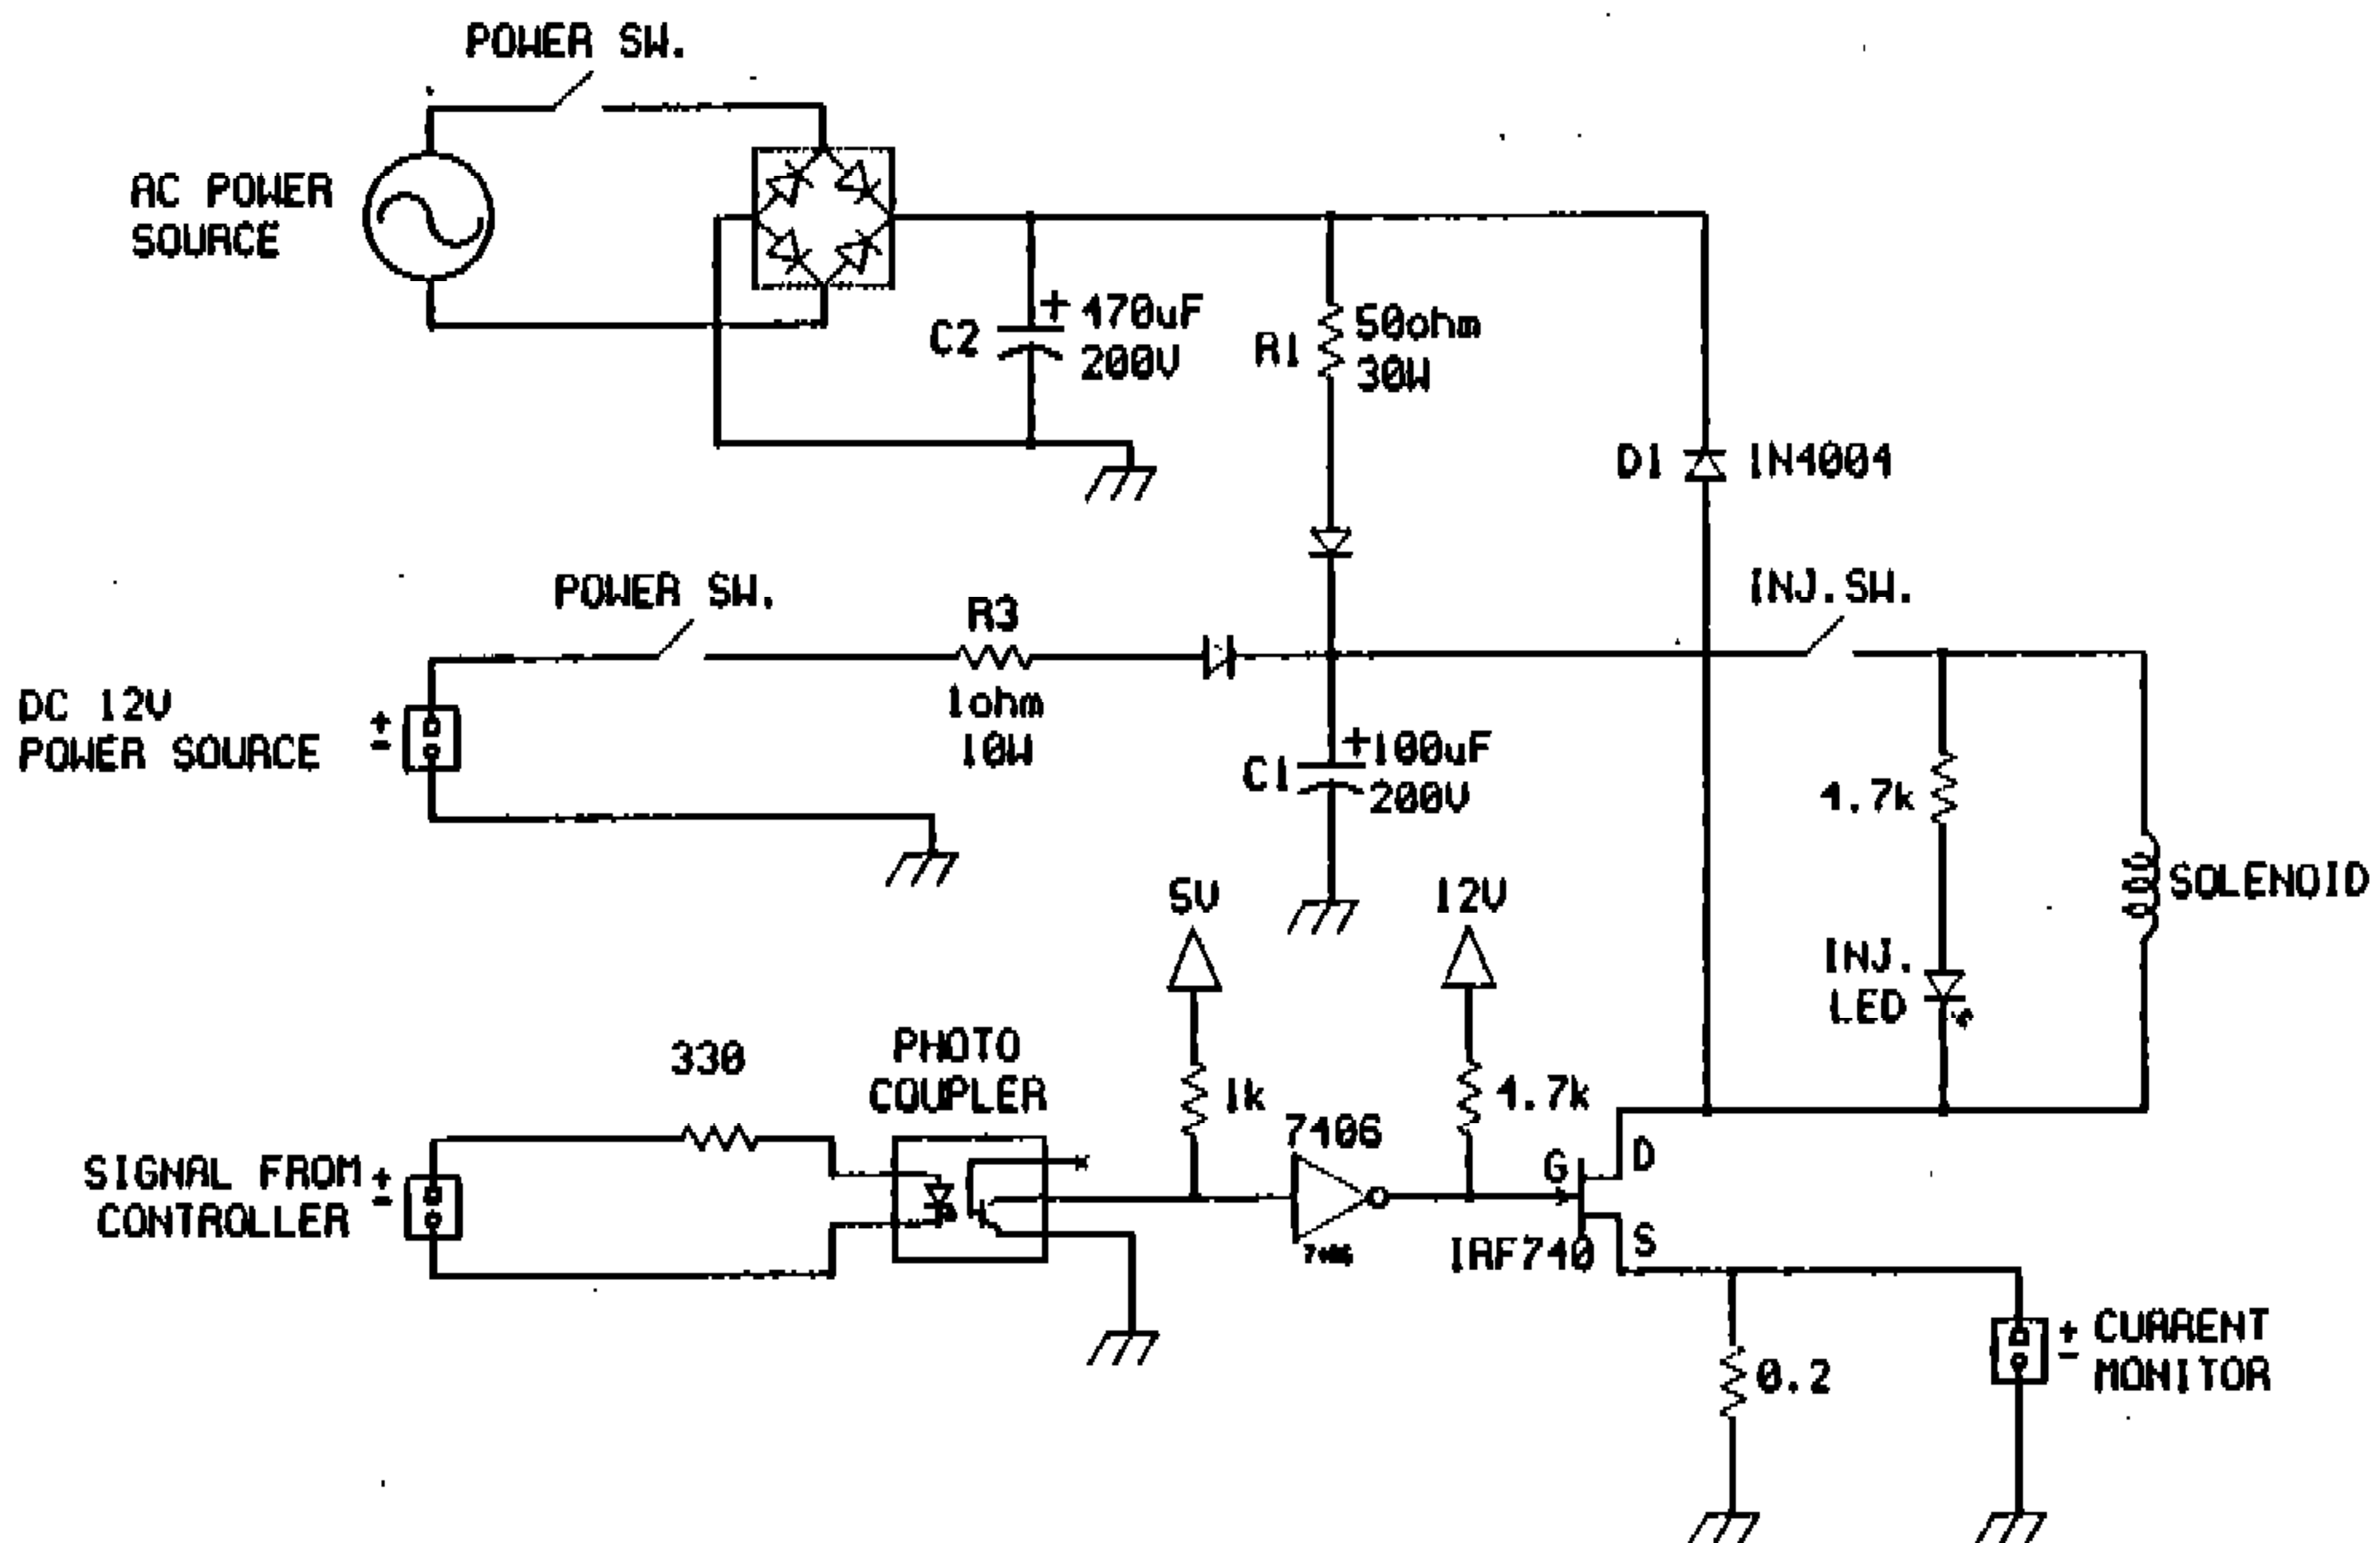 POWER SW.
AC POWER
SOURCE
C2
+
470uF
200V
R1
50ohm
30W
D1
1N4004
POWER SW.
R3
1ohm
10W
INJ.SW.
DC 12V
POWER SOURCE
+
-
C1
+100uF
200V
4.7k
SOLENOID
5V
12V
INJ.
LED
330
PHOTO
COUPLER
1k
4.7k
7406
SIGNAL FROM
CONTROLLER
+
-
G
D
S
7406
IRF740
0.2
+
-
CURRENT
MONITOR